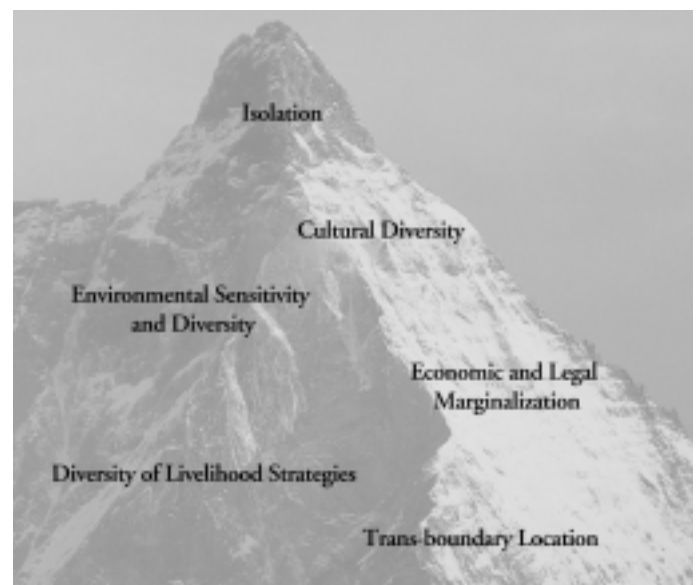 Isolation
Cultural Diversity
Environmental Sensitivity
and Diversity
Economic and Legal
Marginalization
Diversity of Livelihood Strategies
Trans-boundary Location